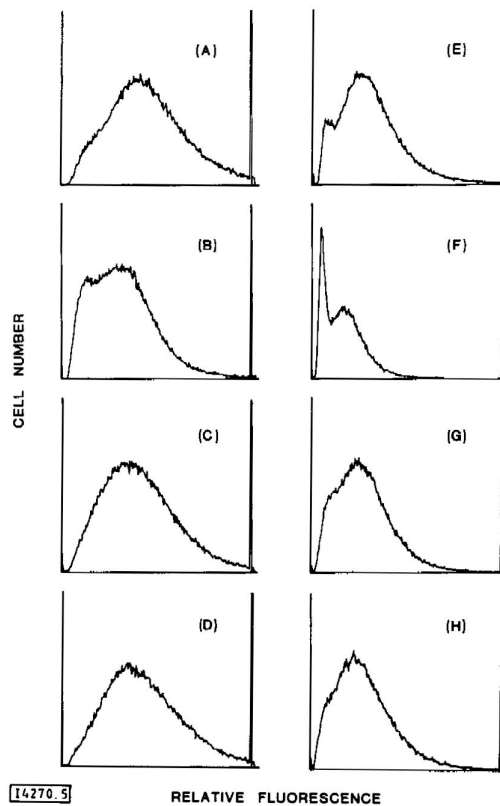 (A)
(E)
(B)
(F)
CELL NUMBER
(C)
(G)
(D)
(H)
I4270.5
RELATIVE FLUORESCENCE